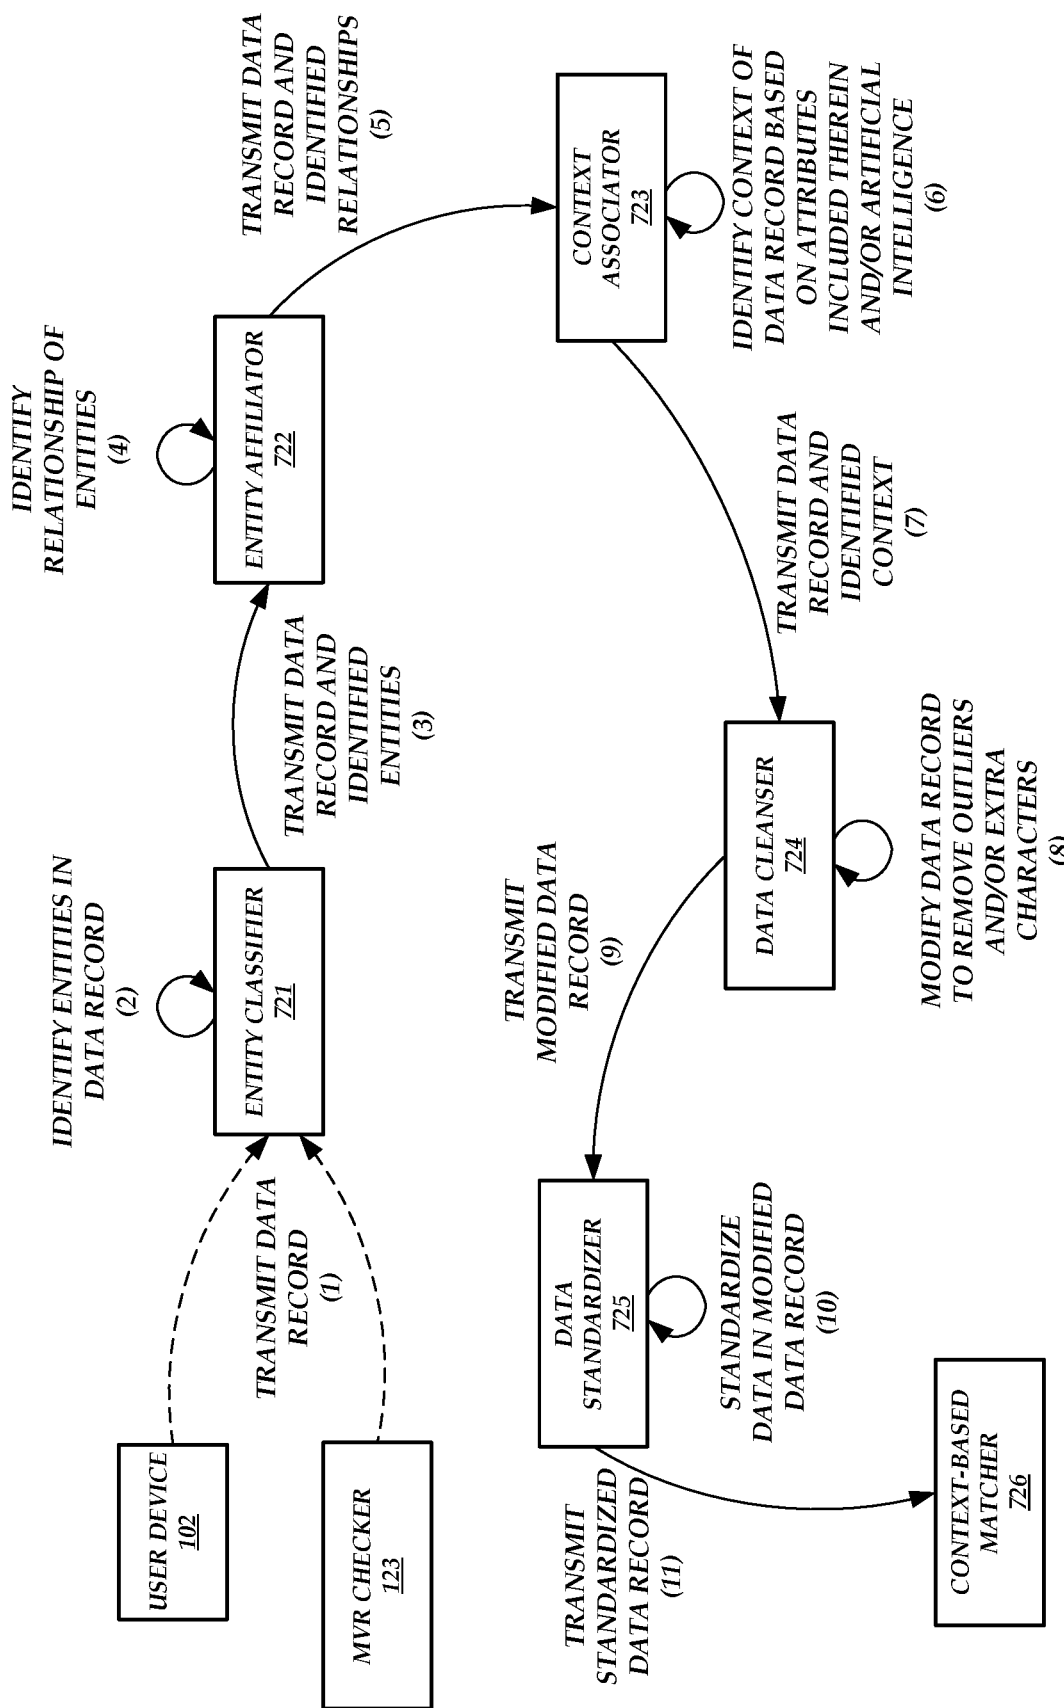 USER DEVICE
102
MVR CHECKER
123
TRANSMIT DATA
RECORD
(1)
IDENTIFY ENTITIES IN
DATA RECORD
(2)
ENTITY CLASSIFIER
721
TRANSMIT DATA
RECORD AND
IDENTIFIED
ENTITIES
(3)
IDENTIFY
RELATIONSHIP OF
ENTITIES
(4)
ENTITY AFFILIATOR
722
TRANSMIT DATA
RECORD AND
IDENTIFIED
RELATIONSHIPS
(5)
CONTEXT
ASSOCIATOR
723
IDENTIFY CONTEXT OF
DATA RECORD BASED
ON ATTRIBUTES
INCLUDED THEREIN
AND/OR ARTIFICIAL
INTELLIGENCE
(6)
TRANSMIT DATA
RECORD AND
IDENTIFIED
CONTEXT
(7)
DATA CLEANSER
724
MODIFY DATA RECORD
TO REMOVE OUTLIERS
AND/OR EXTRA
CHARACTERS
(8)
TRANSMIT
MODIFIED DATA
RECORD
(9)
DATA
STANDARDIZER
725
STANDARDIZE
DATA IN MODIFIED
DATA RECORD
(10)
TRANSMIT
STANDARDIZED
DATA RECORD
(11)
CONTEXT-BASED
MATCHER
726